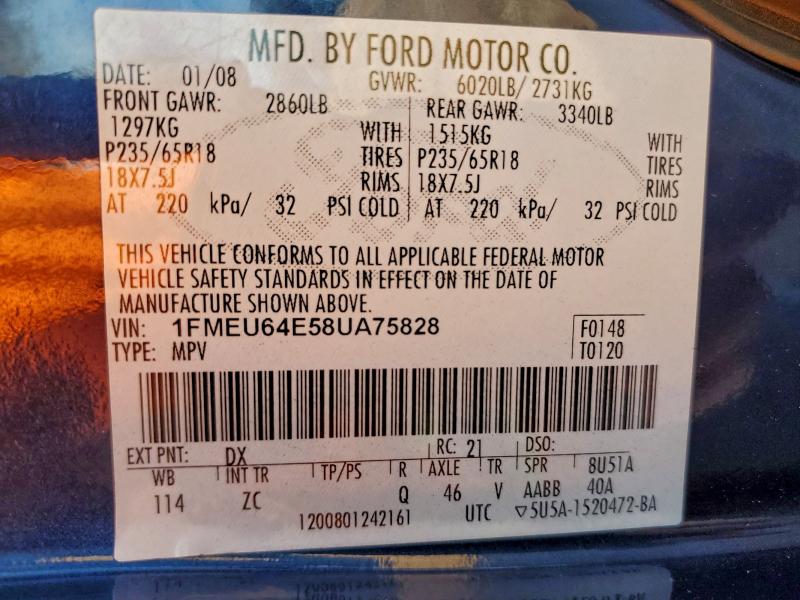 MFD. BY FORD MOTOR CO.
DATE: 01/08 GVWR: 6020LB/ 2731KG
FRONT GAWR: 2860LB REAR GAWR: 3340LB
1297KG WITH 1515KG WITH
P235/65R18 TIRES P235/65R18 TIRES
18X7.5J RIMS 18X7.5J RIMS
AT 220 kPa/ 32 PSI COLD AT 220 kPa/ 32 PSI COLD
THIS VEHICLE CONFORMS TO ALL APPLICABLE FEDERAL MOTOR
VEHICLE SAFETY STANDARDS IN EFFECT ON THE DATE OF
MANUFACTURE SHOWN ABOVE.
VIN: 1FMEU64E58UA75828 F0148
TYPE: MPV T0120
EXT PNT: DX RC: 21 DSO:
WB INT TR TP/PS R AXLE TR SPR 8U51A
114 ZC Q 46 V AABB 40A
1200801242161 UTC ▽5U5A-1520472-BA